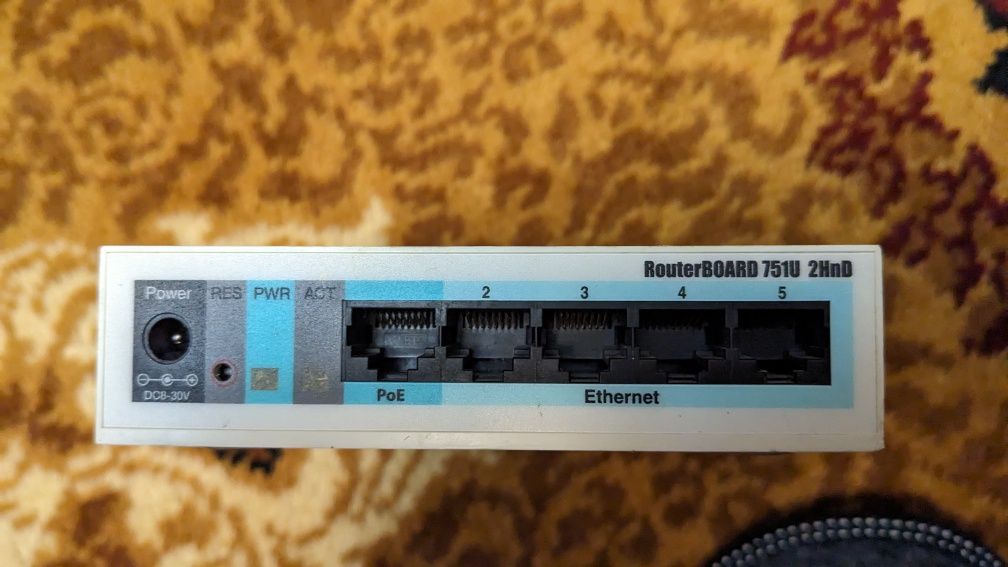 RouterBOARD 751U 2HnD
Power RES PWR ACT 2 3 4 5
DC8-30V PoE Ethernet